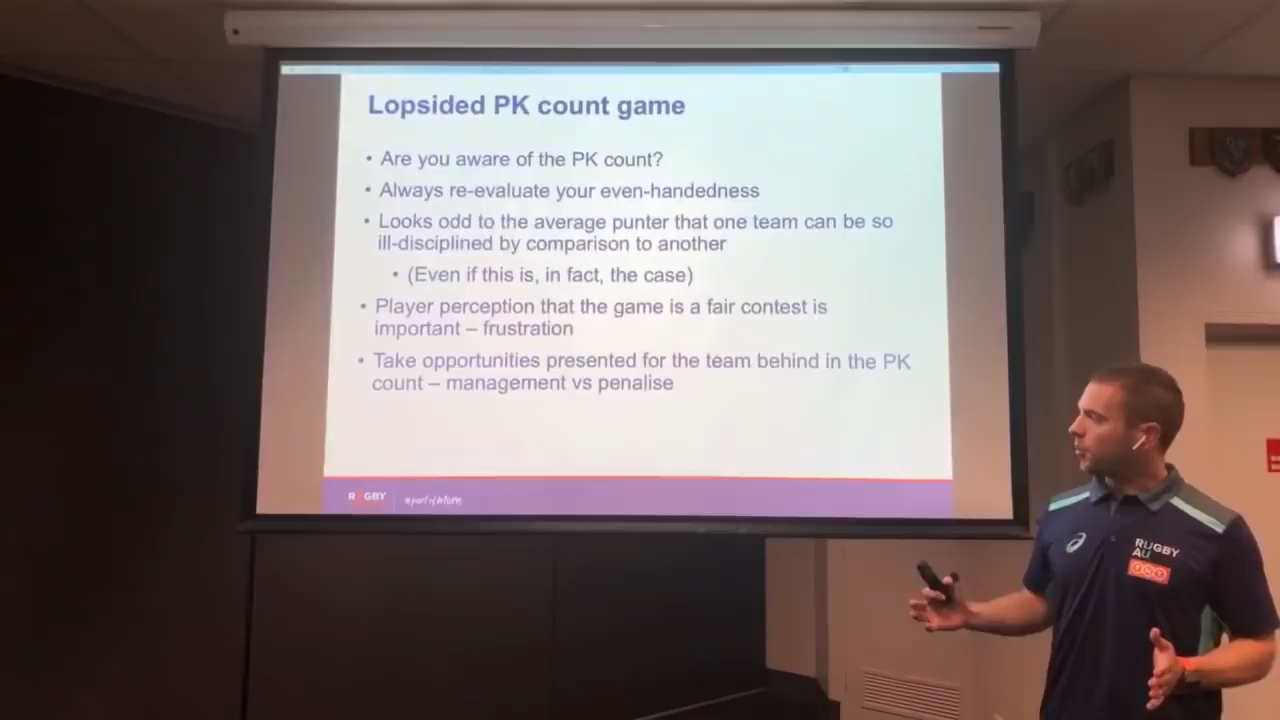 Lopsided PK count game
• Are you aware of the PK count?
• Always re-evaluate your even-handedness
• Looks odd to the average punter that one team can be so
ill-disciplined by comparison to another
• (Even if this is, in fact, the case)
• Player perception that the game is a fair contest is
important – frustration
• Take opportunities presented for the team behind in the PK
count – management vs penalise
RUGBY
a part of more
RUGBY
AU